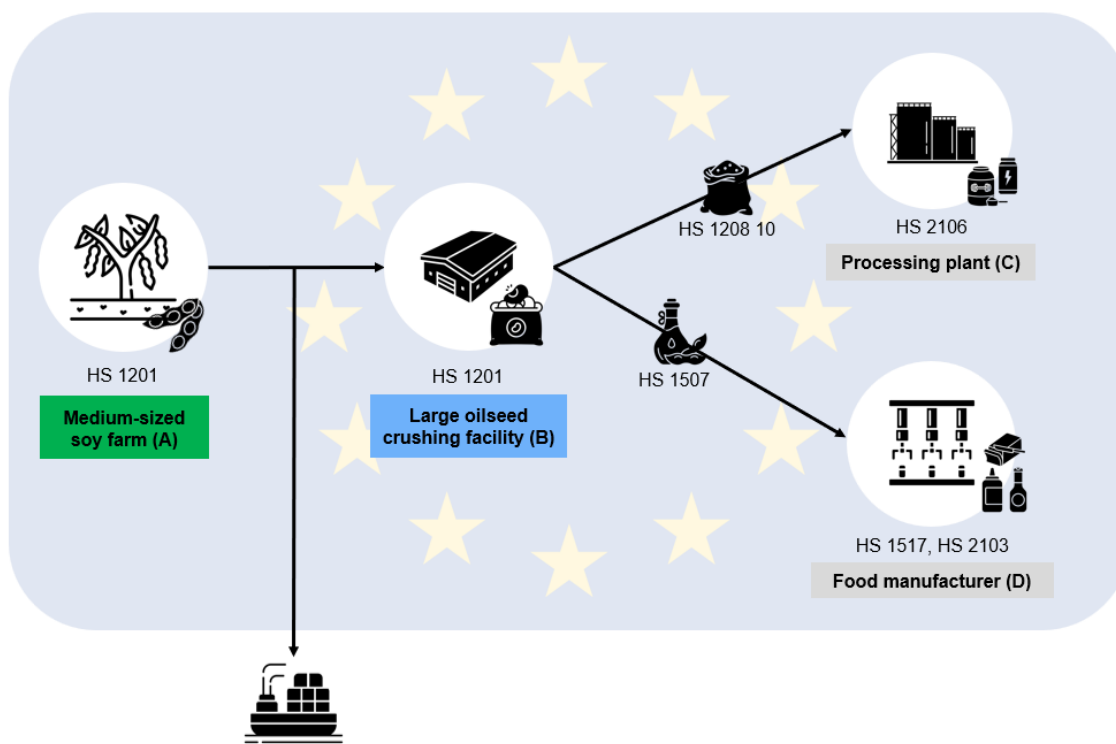 HS 1208 10
HS 2106
Processing plant (C)
HS 1201
Medium-sized
soy farm (A)
HS 1201
Large oilseed
crushing facility (B)
HS 1507
HS 1517, HS 2103
Food manufacturer (D)